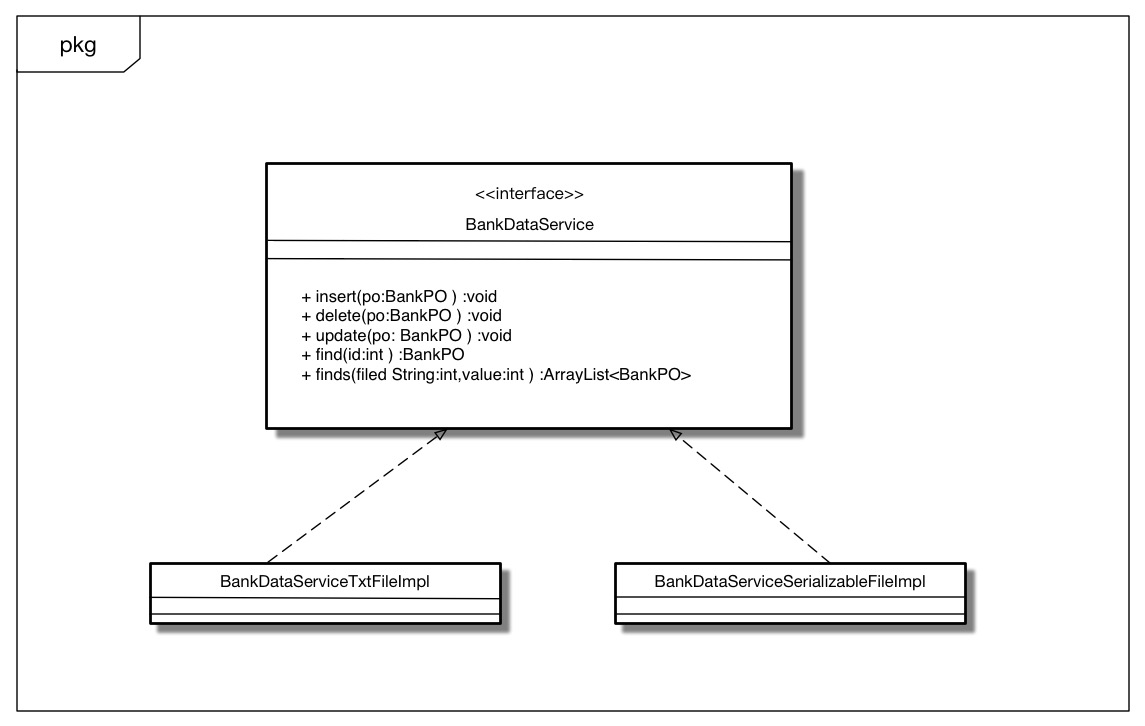 pkg
<<interface>>
BankDataService
+ insert(po:BankPO ) :void
+ delete(po:BankPO ) :void
+ update(po: BankPO ) :void
+ find(id:int ) :BankPO
+ finds(filed String:int,value:int ) :ArrayList<BankPO>
BankDataServiceTxtFileImpl
BankDataServiceSerializableFileImpl